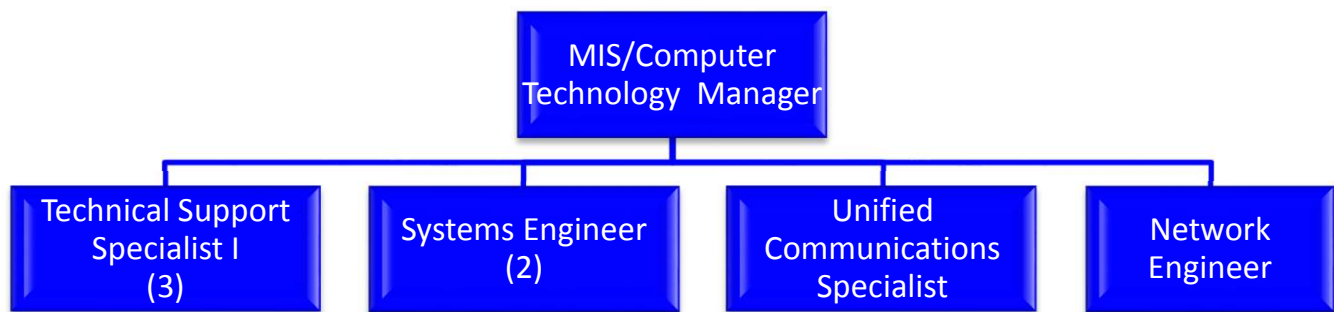 MIS/Computer
Technology Manager
Technical Support
Specialist I
(3)
Systems Engineer
(2)
Unified
Communications
Specialist
Network
Engineer